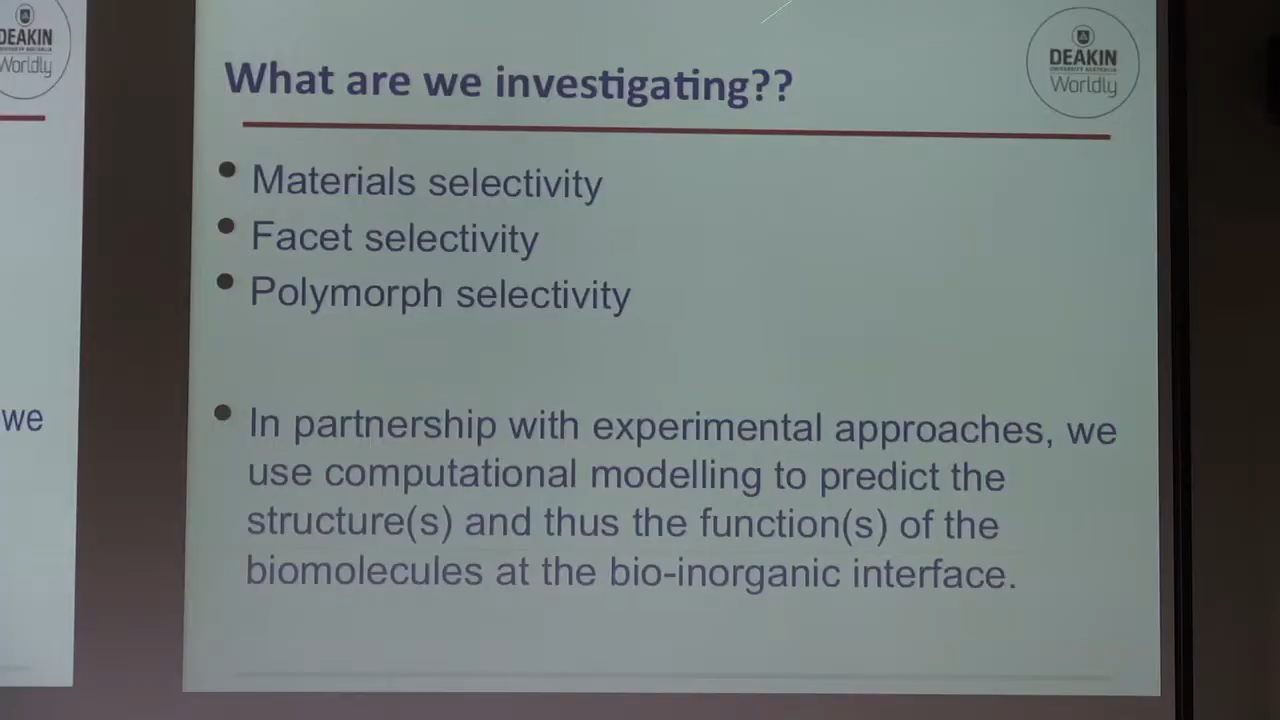 DEAKIN
Worldly
we
What are we investigating??
DEAKIN
UNIVERSITY AUSTRALIA
Worldly
• Materials selectivity
• Facet selectivity
• Polymorph selectivity
• In partnership with experimental approaches, we
use computational modelling to predict the
structure(s) and thus the function(s) of the
biomolecules at the bio-inorganic interface.